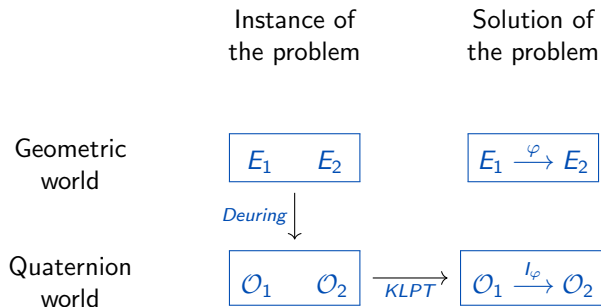 Instance of
the problem
Solution of
the problem
Geometric
world
E₁ E₂
E₁ —φ→ E₂
Deuring
Quaternion
world
𝒪₁ 𝒪₂
KLPT
𝒪₁ —I_φ→ 𝒪₂